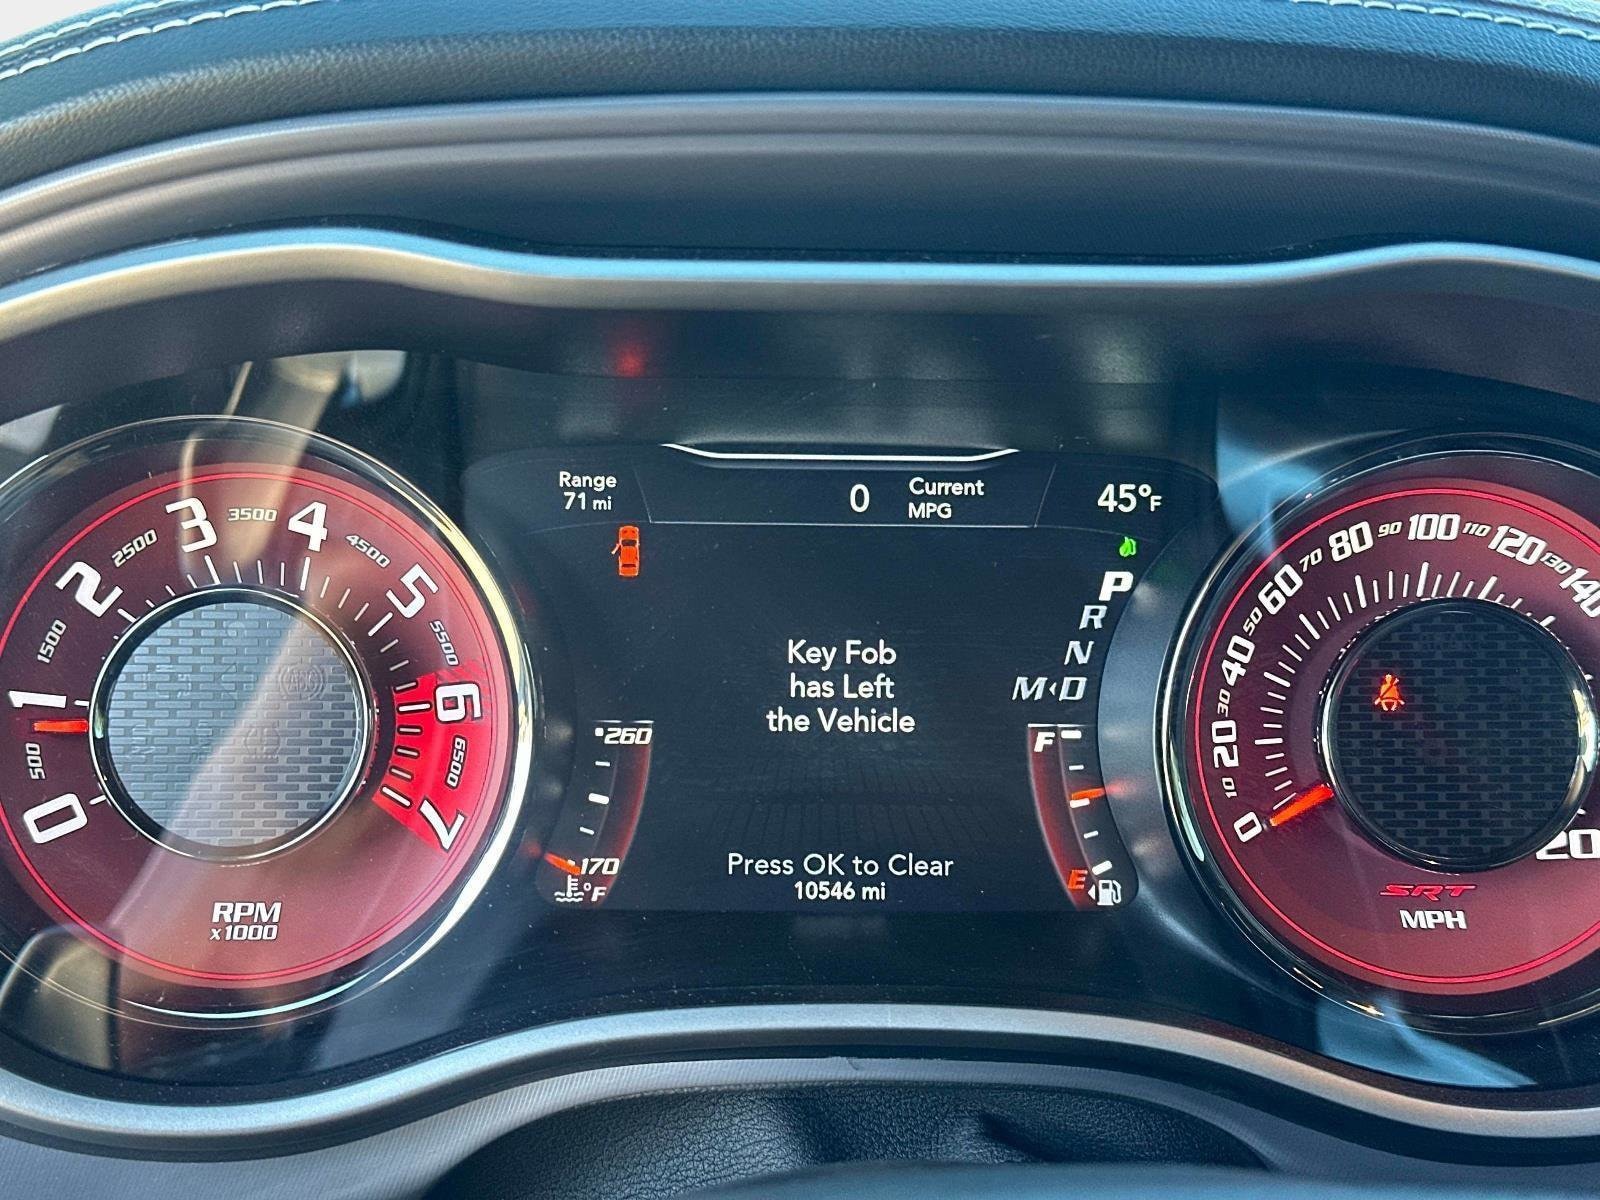 Range
71 mi
0
Current
MPG
45°F
P
R
N
M◂D
Key Fob
has Left
the Vehicle
Press OK to Clear
10546 mi
260
170
°F
F
E
0
500
1
1500
2
2500
3
3500
4
4500
5
5500
6
6500
7
RPM
x1000
0
10
20
30
40
50
60
70
80
90
100
110
120
130
140
20
SRT
MPH